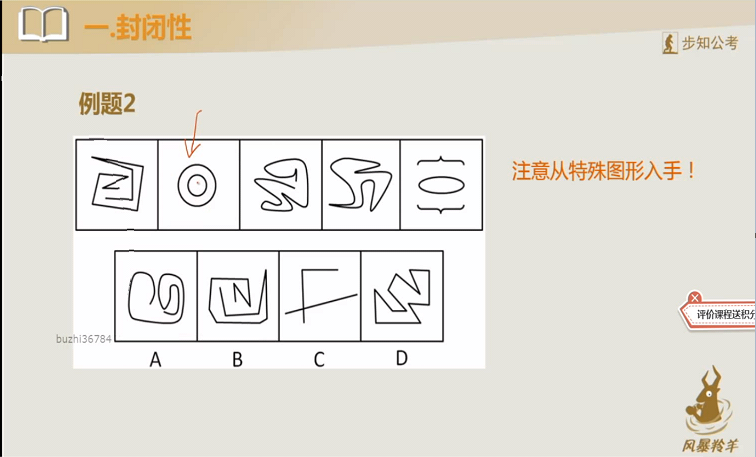 一.封闭性
步知公考
例题2
注意从特殊图形入手！
评价课程送积分
buzhi36784
A B C D
风暴羚羊